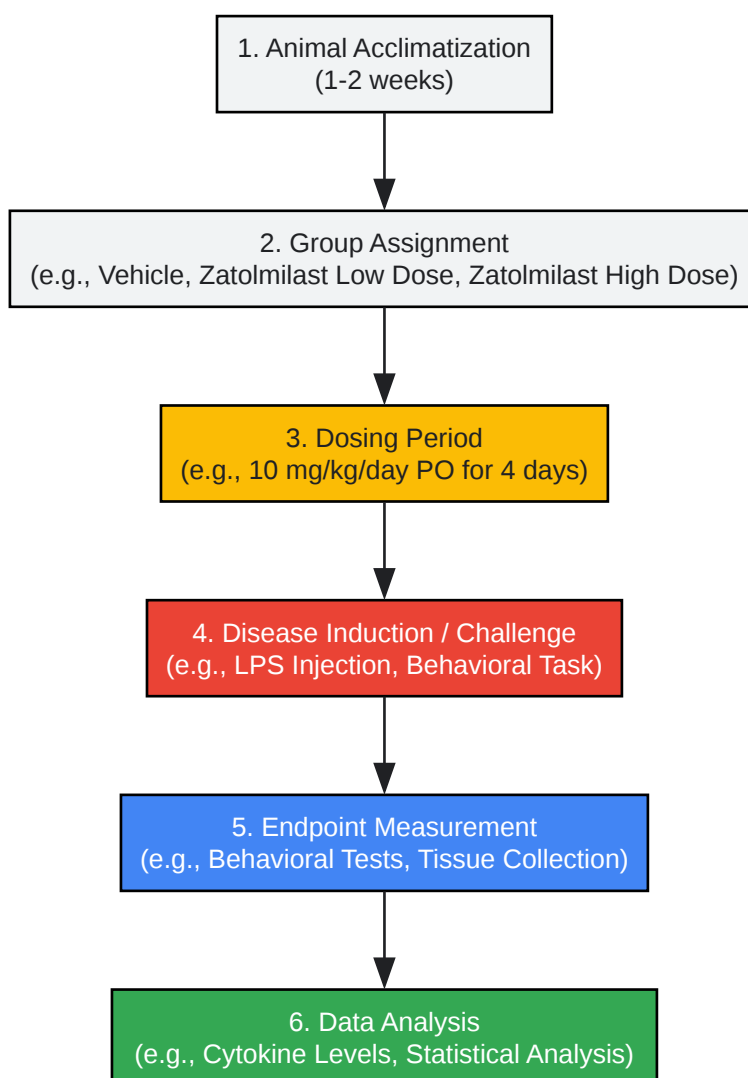 1. Animal Acclimatization
(1-2 weeks)
2. Group Assignment
(e.g., Vehicle, Zatolmilast Low Dose, Zatolmilast High Dose)
3. Dosing Period
(e.g., 10 mg/kg/day PO for 4 days)
4. Disease Induction / Challenge
(e.g., LPS Injection, Behavioral Task)
5. Endpoint Measurement
(e.g., Behavioral Tests, Tissue Collection)
6. Data Analysis
(e.g., Cytokine Levels, Statistical Analysis)